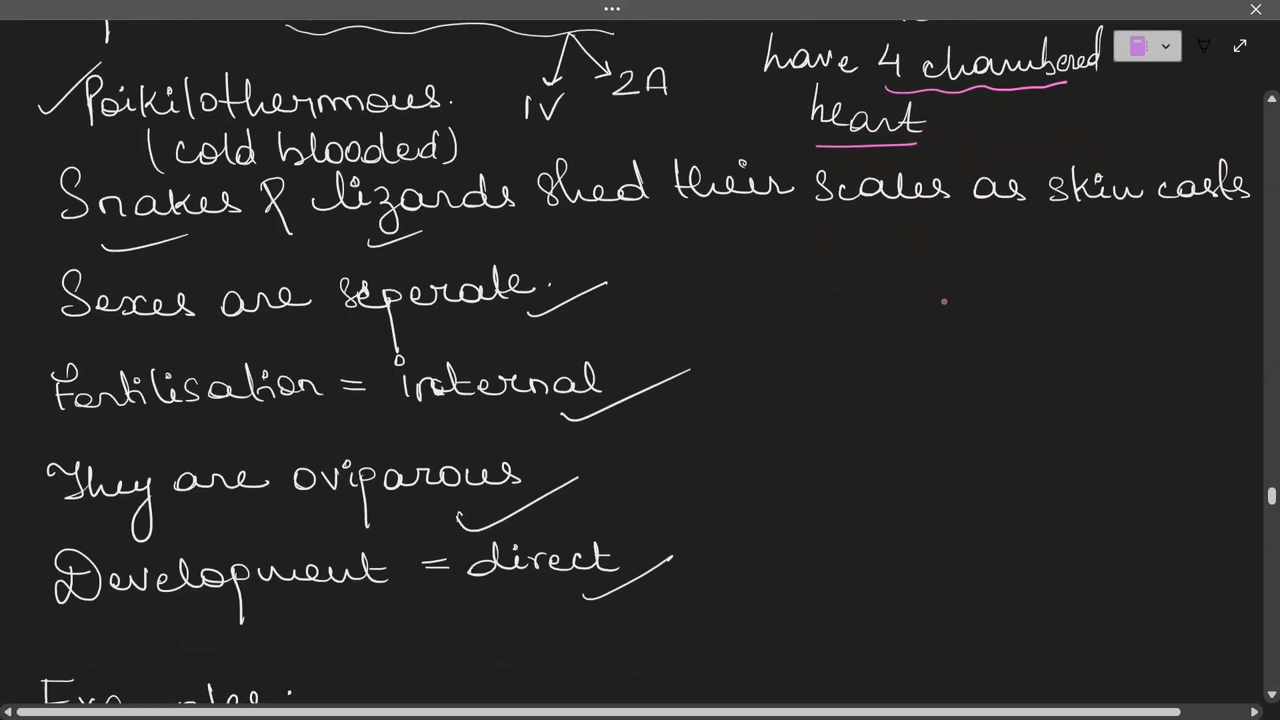 have 4 chambered
heart
1V 2A
Poikilothermous.
(cold blooded)
Snakes & lizards shed their scales as skin casts
Sexes are seperate.
Fertilisation = internal
They are oviparous
Development = direct
Examples: